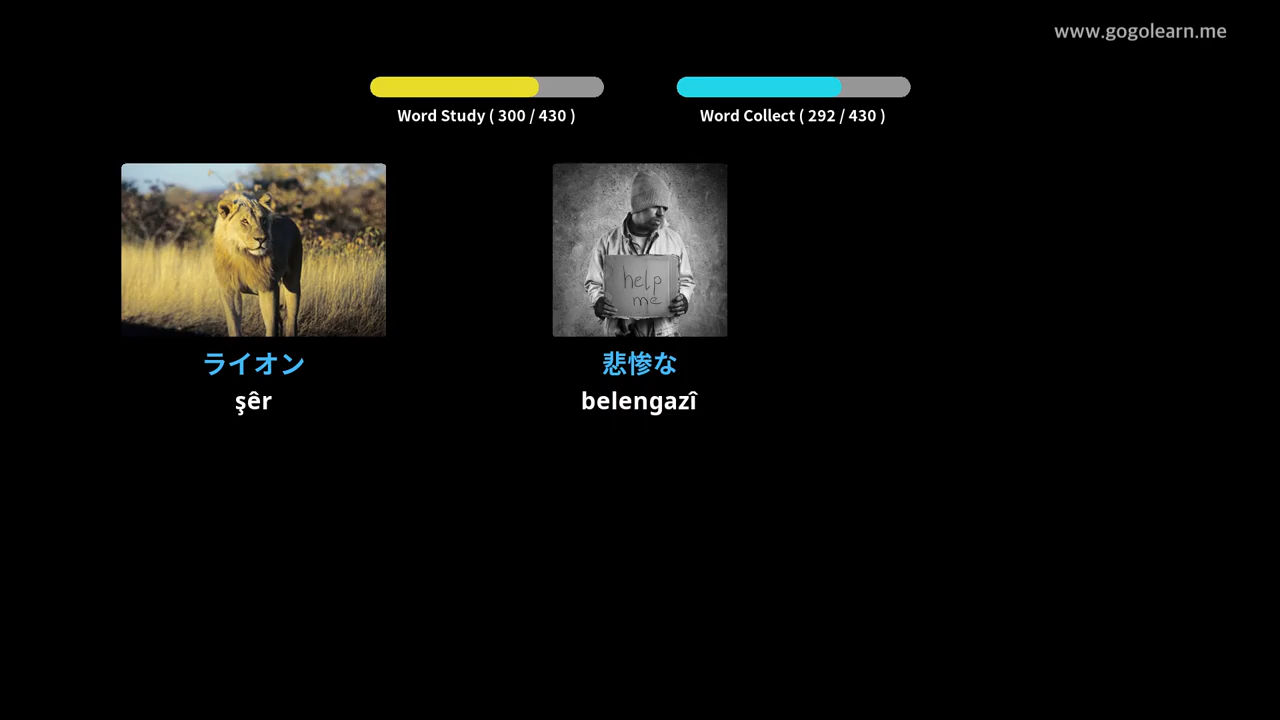 www.gogolearn.me
Word Study ( 300 / 430 )
Word Collect ( 292 / 430 )
help
me
ライオン
şêr
悲惨な
belengazî